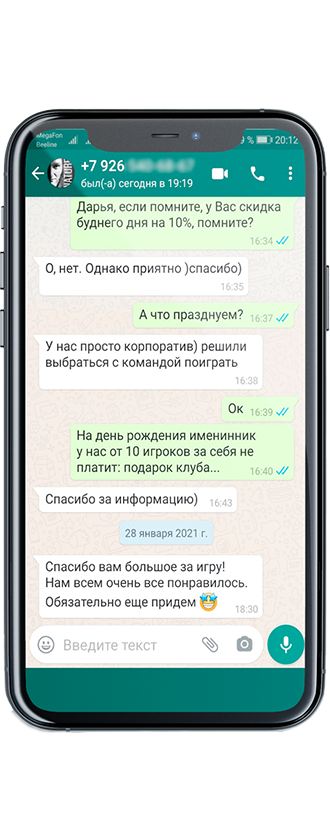 MegaFon
Beeline
9 % 20:12
+7 926
был(-а) сегодня в 19:19
Дарья, если помните, у Вас скидка
буднего дня на 10%, помните?
16:34
О, нет. Однако приятно )спасибо)
16:35
А что празднуем?
16:37
У нас просто корпоратив) решили
выбраться с командой поиграть
16:38
Ок
16:39
На день рождения именинник
у нас от 10 игроков за себя не
платит: подарок клуба...
16:40
Спасибо за информацию)
16:43
28 января 2021 г.
Спасибо вам большое за игру!
Нам всем очень все понравилось.
Обязательно еще придем 🤩
18:30
Введите текст